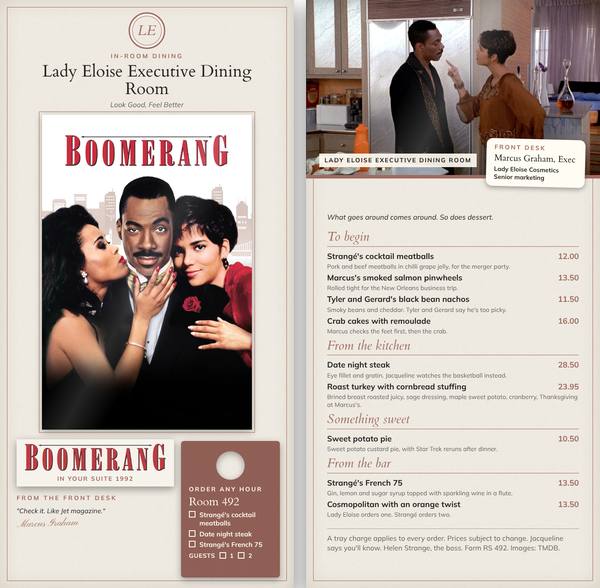 LE
IN-ROOM DINING
Lady Eloise Executive Dining
Room
Look Good, Feel Better
BOOMERANG
BOOMERANG
IN YOUR SUITE 1992
FROM THE FRONT DESK
"Check it. Like Jet magazine."
Marcus Graham
ORDER ANY HOUR
Room 492
Strangé's cocktail
meatballs
Date night steak
Strangé's French 75
GUESTS 1 2
LADY ELOISE EXECUTIVE DINING ROOM
FRONT DESK
Marcus Graham, Exec
Lady Eloise Cosmetics
Senior marketing
What goes around comes around. So does dessert.
To begin
Strangé's cocktail meatballs 12.00
Pork and beef meatballs in chilli grape jelly, for the merger party.
Marcus's smoked salmon pinwheels 13.50
Rolled tight for the New Orleans business trip.
Tyler and Gerard's black bean nachos 11.50
Smoky beans and cheddar. Tyler and Gerard say he's too picky.
Crab cakes with remoulade 16.00
Marcus checks the feet first, then the crab.
From the kitchen
Date night steak 28.50
Eye fillet and gratin. Jacqueline watches the basketball instead.
Roast turkey with cornbread stuffing 23.95
Brined breast roasted juicy, sage dressing, maple sweet potato, cranberry, Thanksgiving
at Marcus's.
Something sweet
Sweet potato pie 10.50
Sweet potato custard pie, with Star Trek reruns after dinner.
From the bar
Strangé's French 75 13.50
Gin, lemon and sugar syrup topped with sparkling wine in a flute.
Cosmopolitan with an orange twist 13.50
Lady Eloise orders one. Strangé orders two.
A tray charge applies to every order. Prices subject to change. Jacqueline
says you'll know. Helen Strange, the boss. Form RS 492. Images: TMDB.